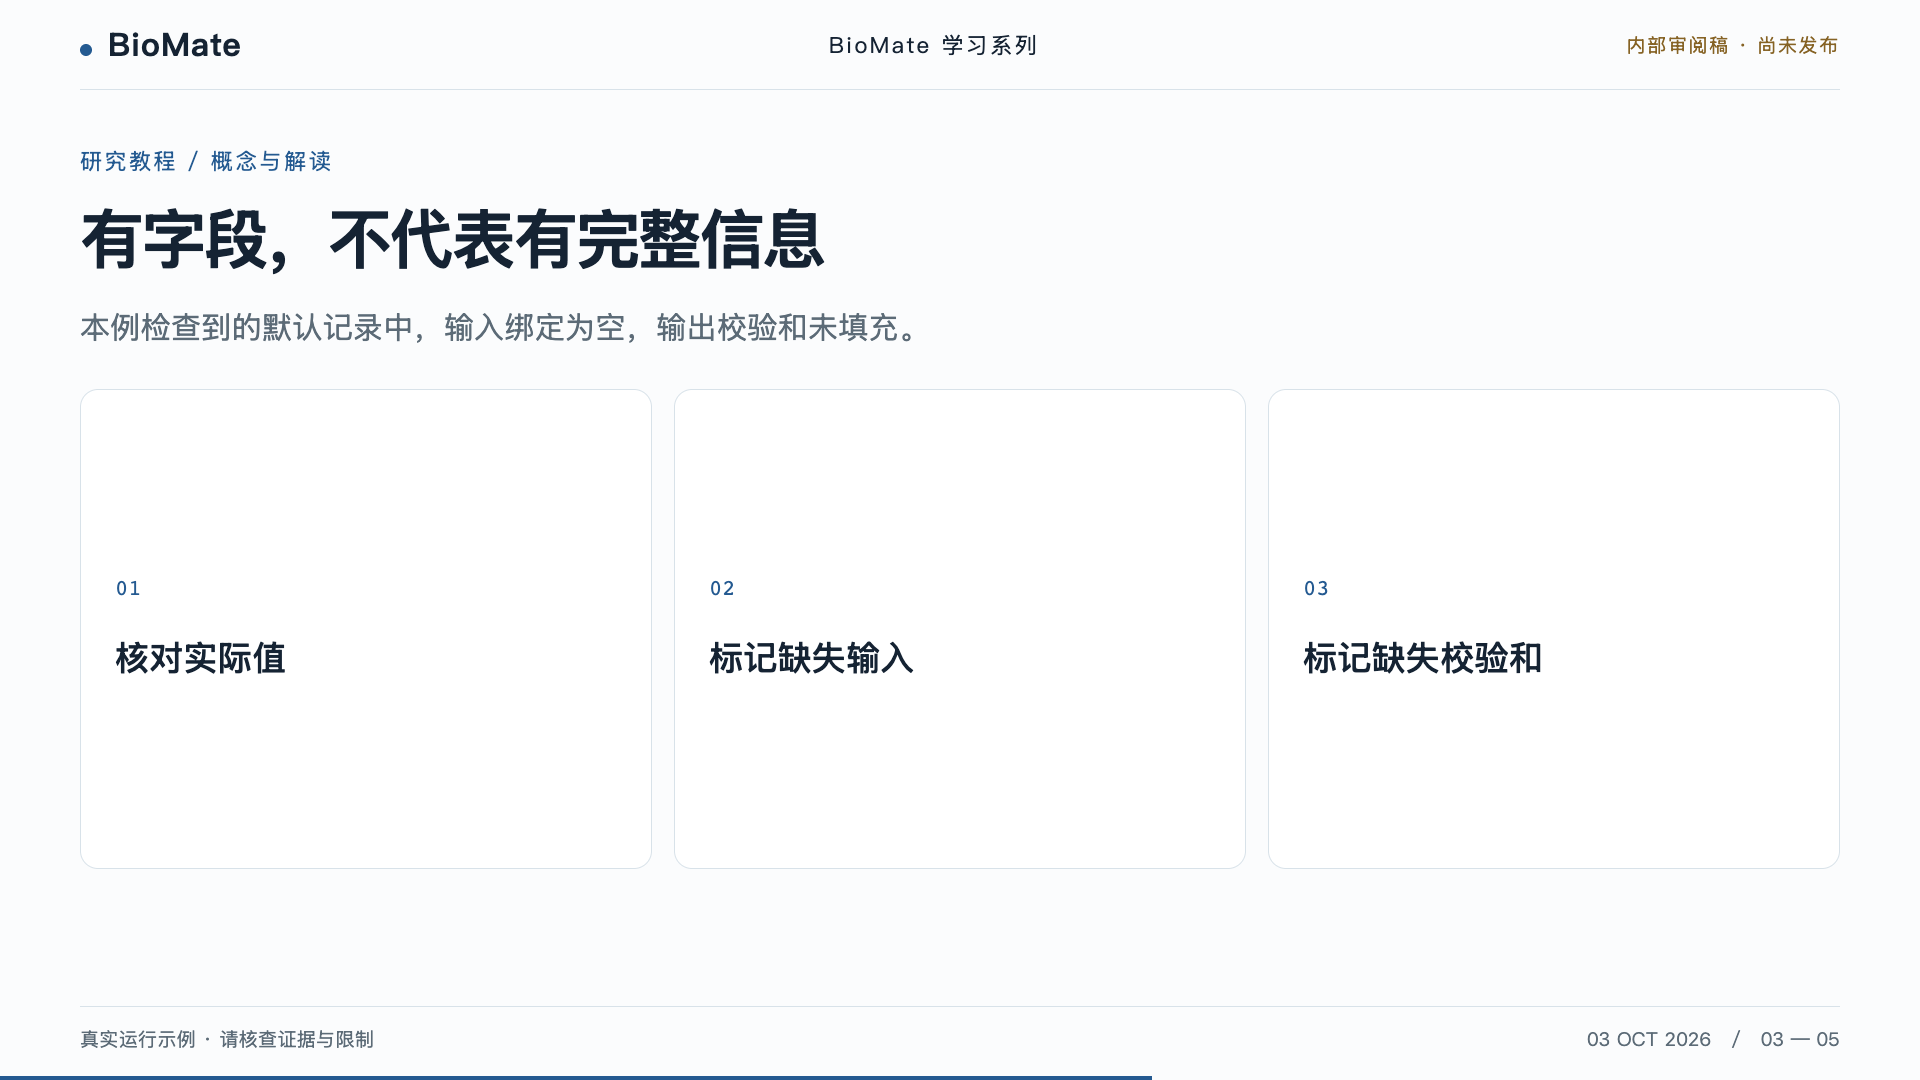 BioMate
BioMate 学习系列
内部审阅稿 · 尚未发布
研究教程 / 概念与解读
有字段，不代表有完整信息
本例检查到的默认记录中，输入绑定为空，输出校验和未填充。
01
核对实际值
02
标记缺失输入
03
标记缺失校验和
真实运行示例 · 请核查证据与限制
03 OCT 2026 / 03 — 05